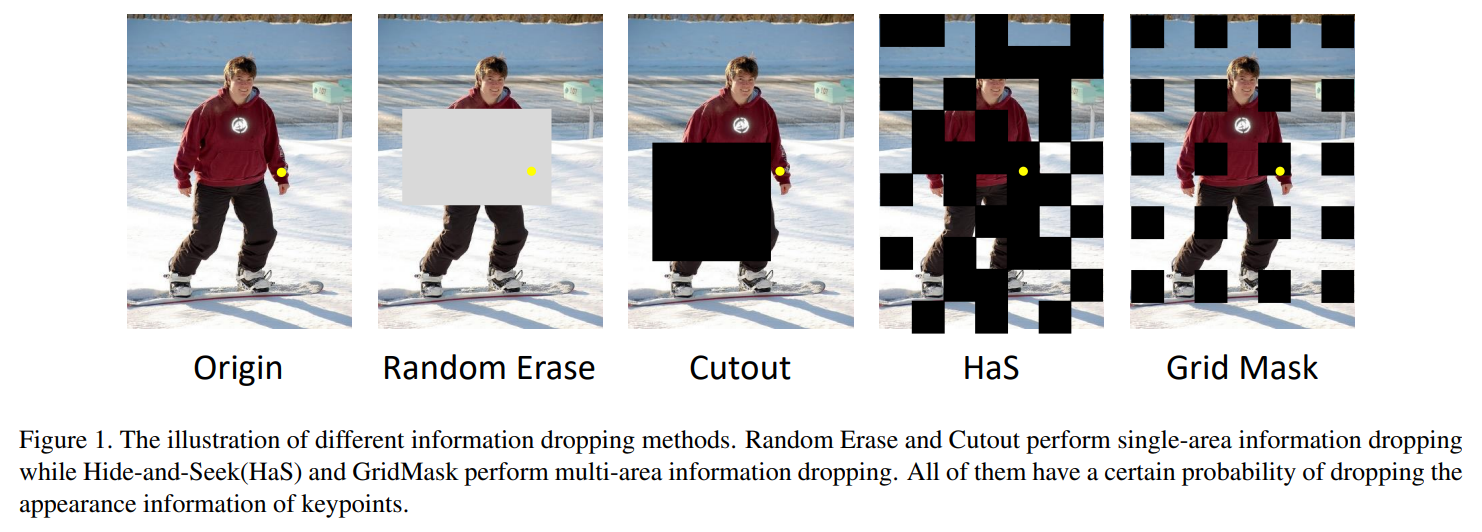 Origin
Random Erase
Cutout
HaS
Grid Mask
Figure 1. The illustration of different information dropping methods. Random Erase and Cutout perform single-area information dropping
while Hide-and-Seek(HaS) and GridMask perform multi-area information dropping. All of them have a certain probability of dropping the
appearance information of keypoints.